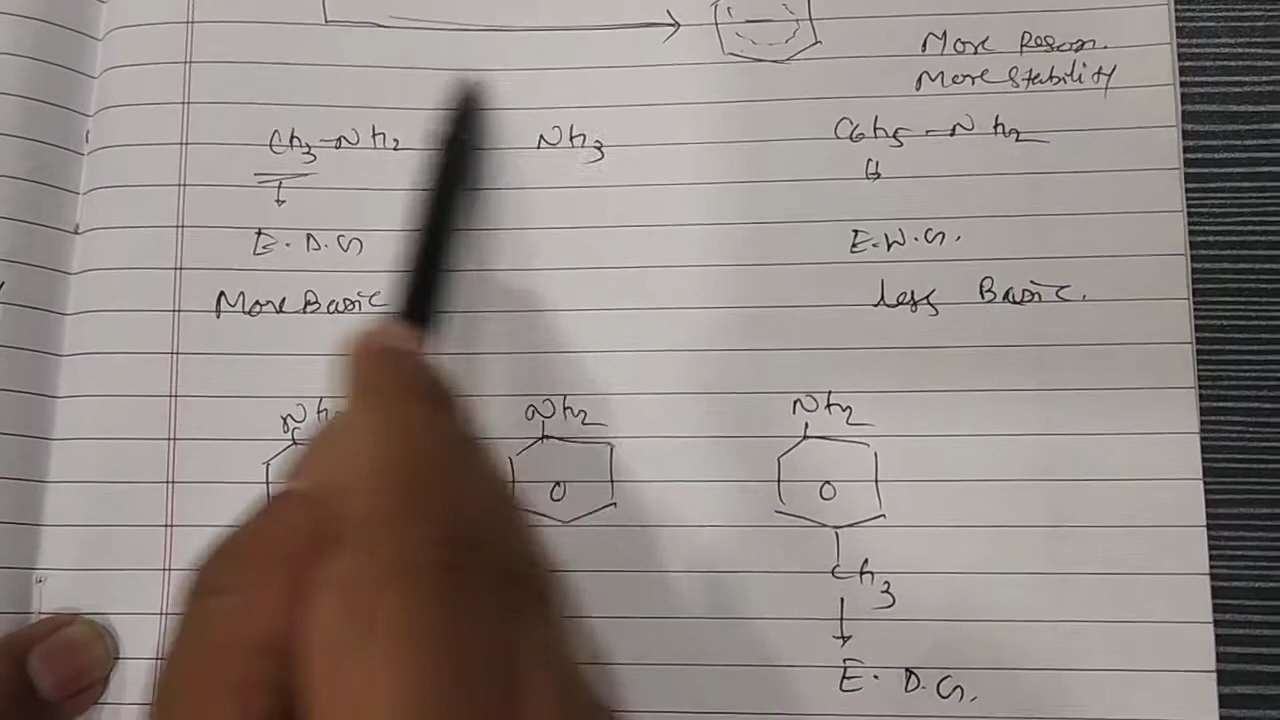 More Reson.
More Stability
CH3-NH2 NH3 C6H5-NH2
E.D.G E.W.G.
More Basic less Basic.
NH2 NH2 NH2
CH3
E.D.G.